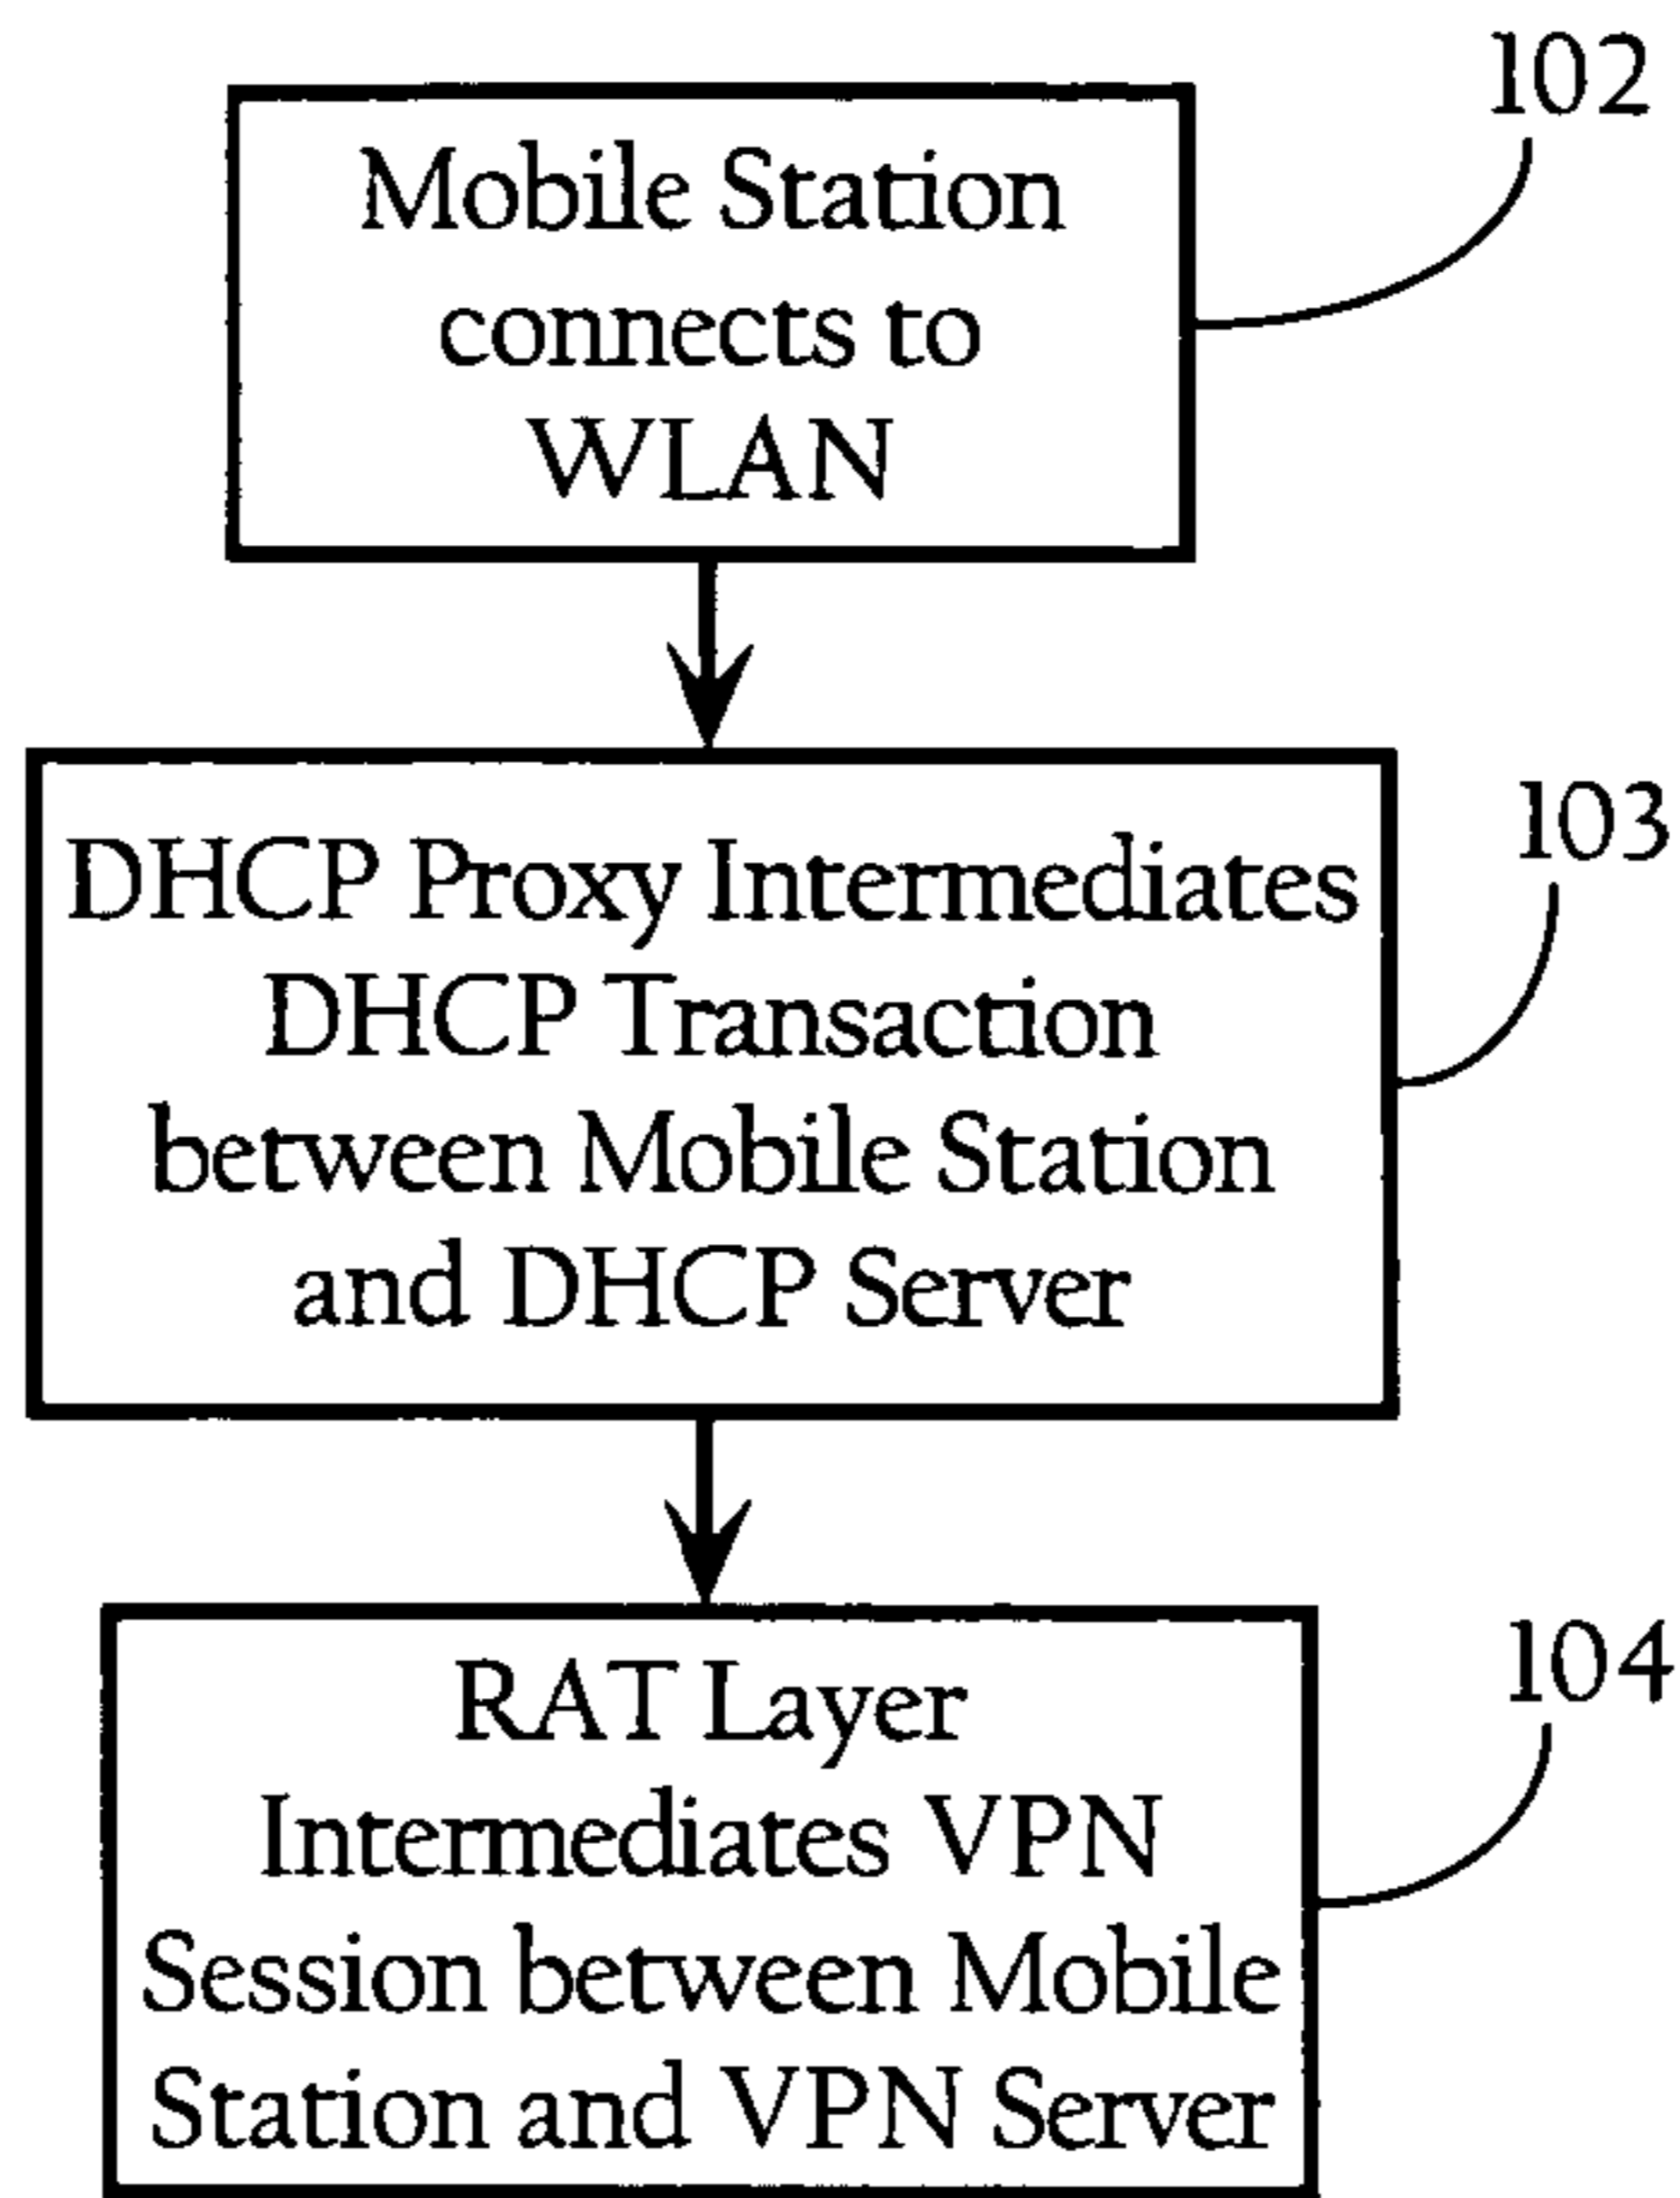 102
Mobile Station
connects to
WLAN
103
DHCP Proxy Intermediates
DHCP Transaction
between Mobile Station
and DHCP Server
104
RAT Layer
Intermediates VPN
Session between Mobile
Station and VPN Server